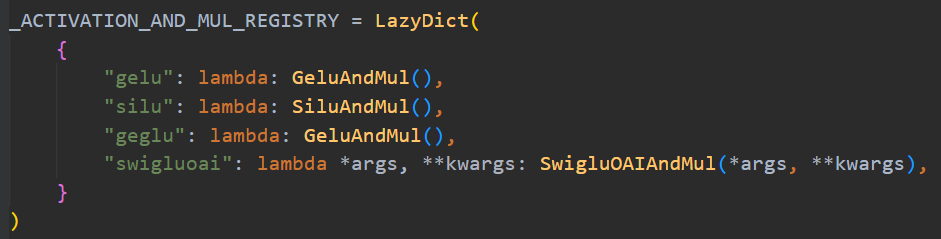 _ACTIVATION_AND_MUL_REGISTRY = LazyDict(
    {
        "gelu": lambda: GeluAndMul(),
        "silu": lambda: SiluAndMul(),
        "geglu": lambda: GeluAndMul(),
        "swigluoai": lambda *args, **kwargs: SwigluOAIAndMul(*args, **kwargs),
    }
)